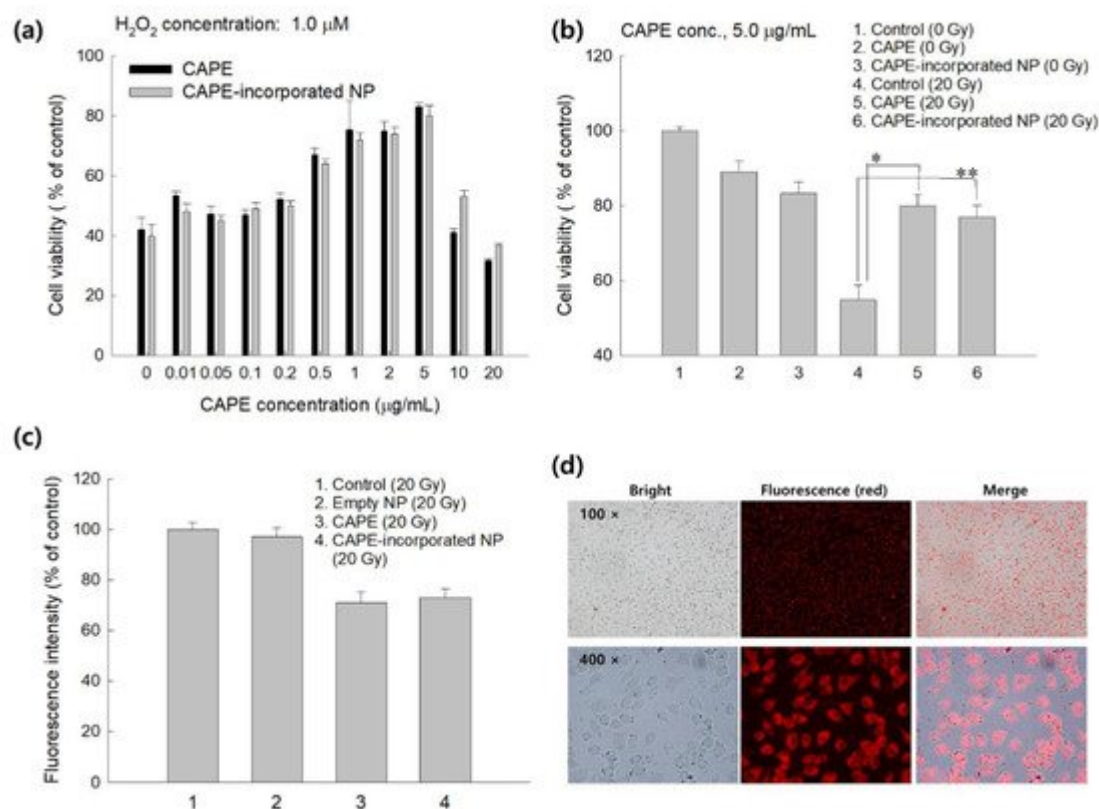 (a)
H₂O₂ concentration: 1.0 μM
CAPE
CAPE-incorporated NP
Cell viability ( % of control)
100
80
60
40
20
0
0 0.01 0.05 0.1 0.2 0.5 1 2 5 10 20
CAPE concentration (μg/mL)
(b)
CAPE conc., 5.0 μg/mL
1. Control (0 Gy)
2. CAPE (0 Gy)
3. CAPE-incorporated NP (0 Gy)
4. Control (20 Gy)
5. CAPE (20 Gy)
6. CAPE-incorporated NP (20 Gy)
Cell viability ( % of control)
120
100
80
60
40
*
**
1 2 3 4 5 6
(c)
1. Control (20 Gy)
2. Empty NP (20 Gy)
3. CAPE (20 Gy)
4. CAPE-incorporated NP
(20 Gy)
Fluorescence intensity (% of control)
120
100
80
60
40
20
0
1 2 3 4
(d)
Bright Fluorescence (red) Merge
100 ×
400 ×